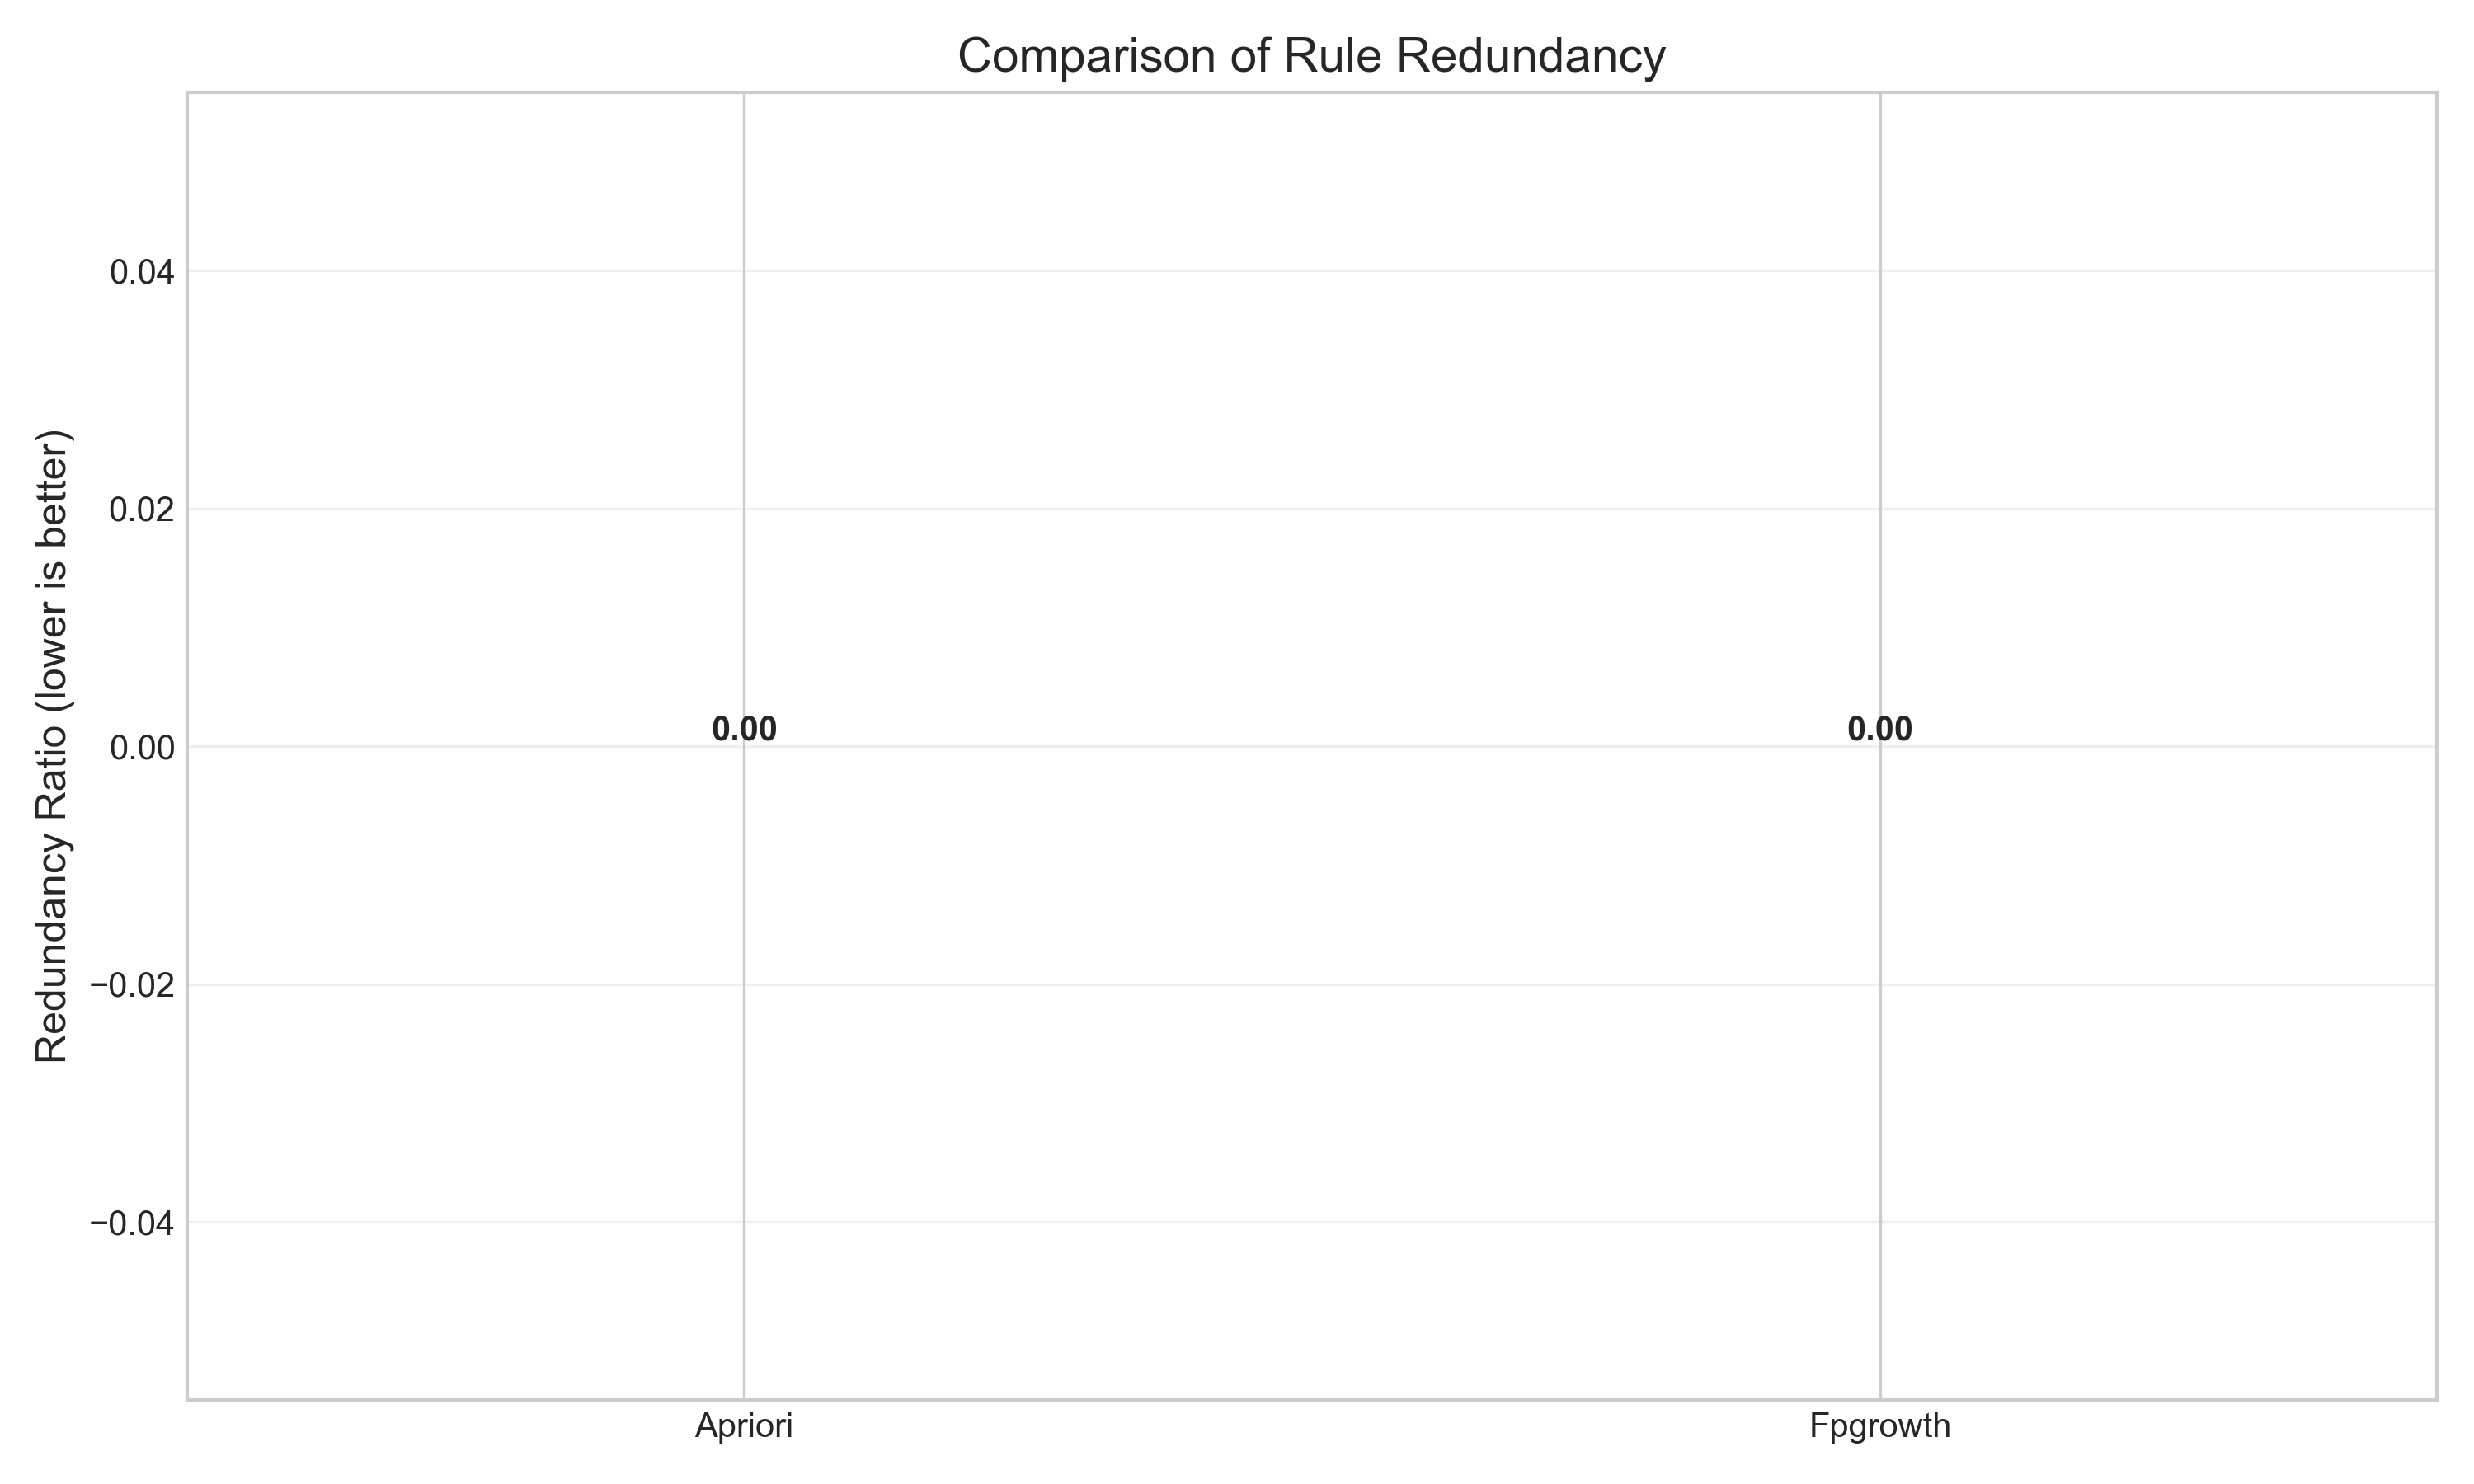 Comparison of Rule Redundancy
Redundancy Ratio (lower is better)
0.04
0.02
0.00
−0.02
−0.04
0.00
0.00
Apriori
Fpgrowth